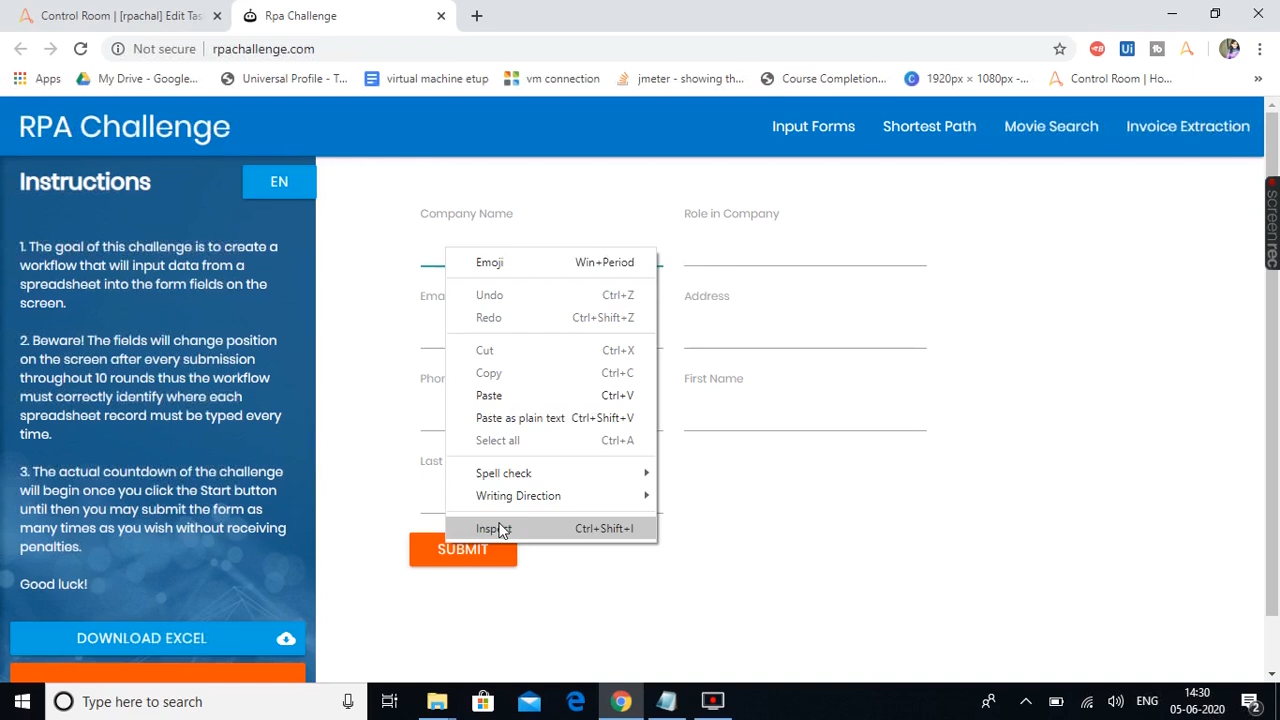 Control Room | [rpachal] Edit Tas
Rpa Challenge
Not secure
rpachallenge.com
Ui
tb
Apps
My Drive - Google...
Universal Profile - T...
virtual machine etup
vm connection
jmeter - showing th...
Course Completion...
1920px × 1080px –...
Control Room | Ho...
»
RPA Challenge
Input Forms
Shortest Path
Movie Search
Invoice Extraction
Instructions
EN
1. The goal of this challenge is to create a
workflow that will input data from a
spreadsheet into the form fields on the
screen.
2. Beware! The fields will change position
on the screen after every submission
throughout 10 rounds thus the workflow
must correctly identify where each
spreadsheet record must be typed every
time.
3. The actual countdown of the challenge
will begin once you click the Start button
until then you may submit the form as
many times as you wish without receiving
penalties.
Good luck!
DOWNLOAD EXCEL
Company Name
Role in Company
Ema
Address
Phor
First Name
Last
SUBMIT
Emoji Win+Period
Undo Ctrl+Z
Redo Ctrl+Shift+Z
Cut Ctrl+X
Copy Ctrl+C
Paste Ctrl+V
Paste as plain text Ctrl+Shift+V
Select all Ctrl+A
Spell check
Writing Direction
Inspect Ctrl+Shift+I
screenrec
Type here to search
ENG
14:30
05-06-2020
2